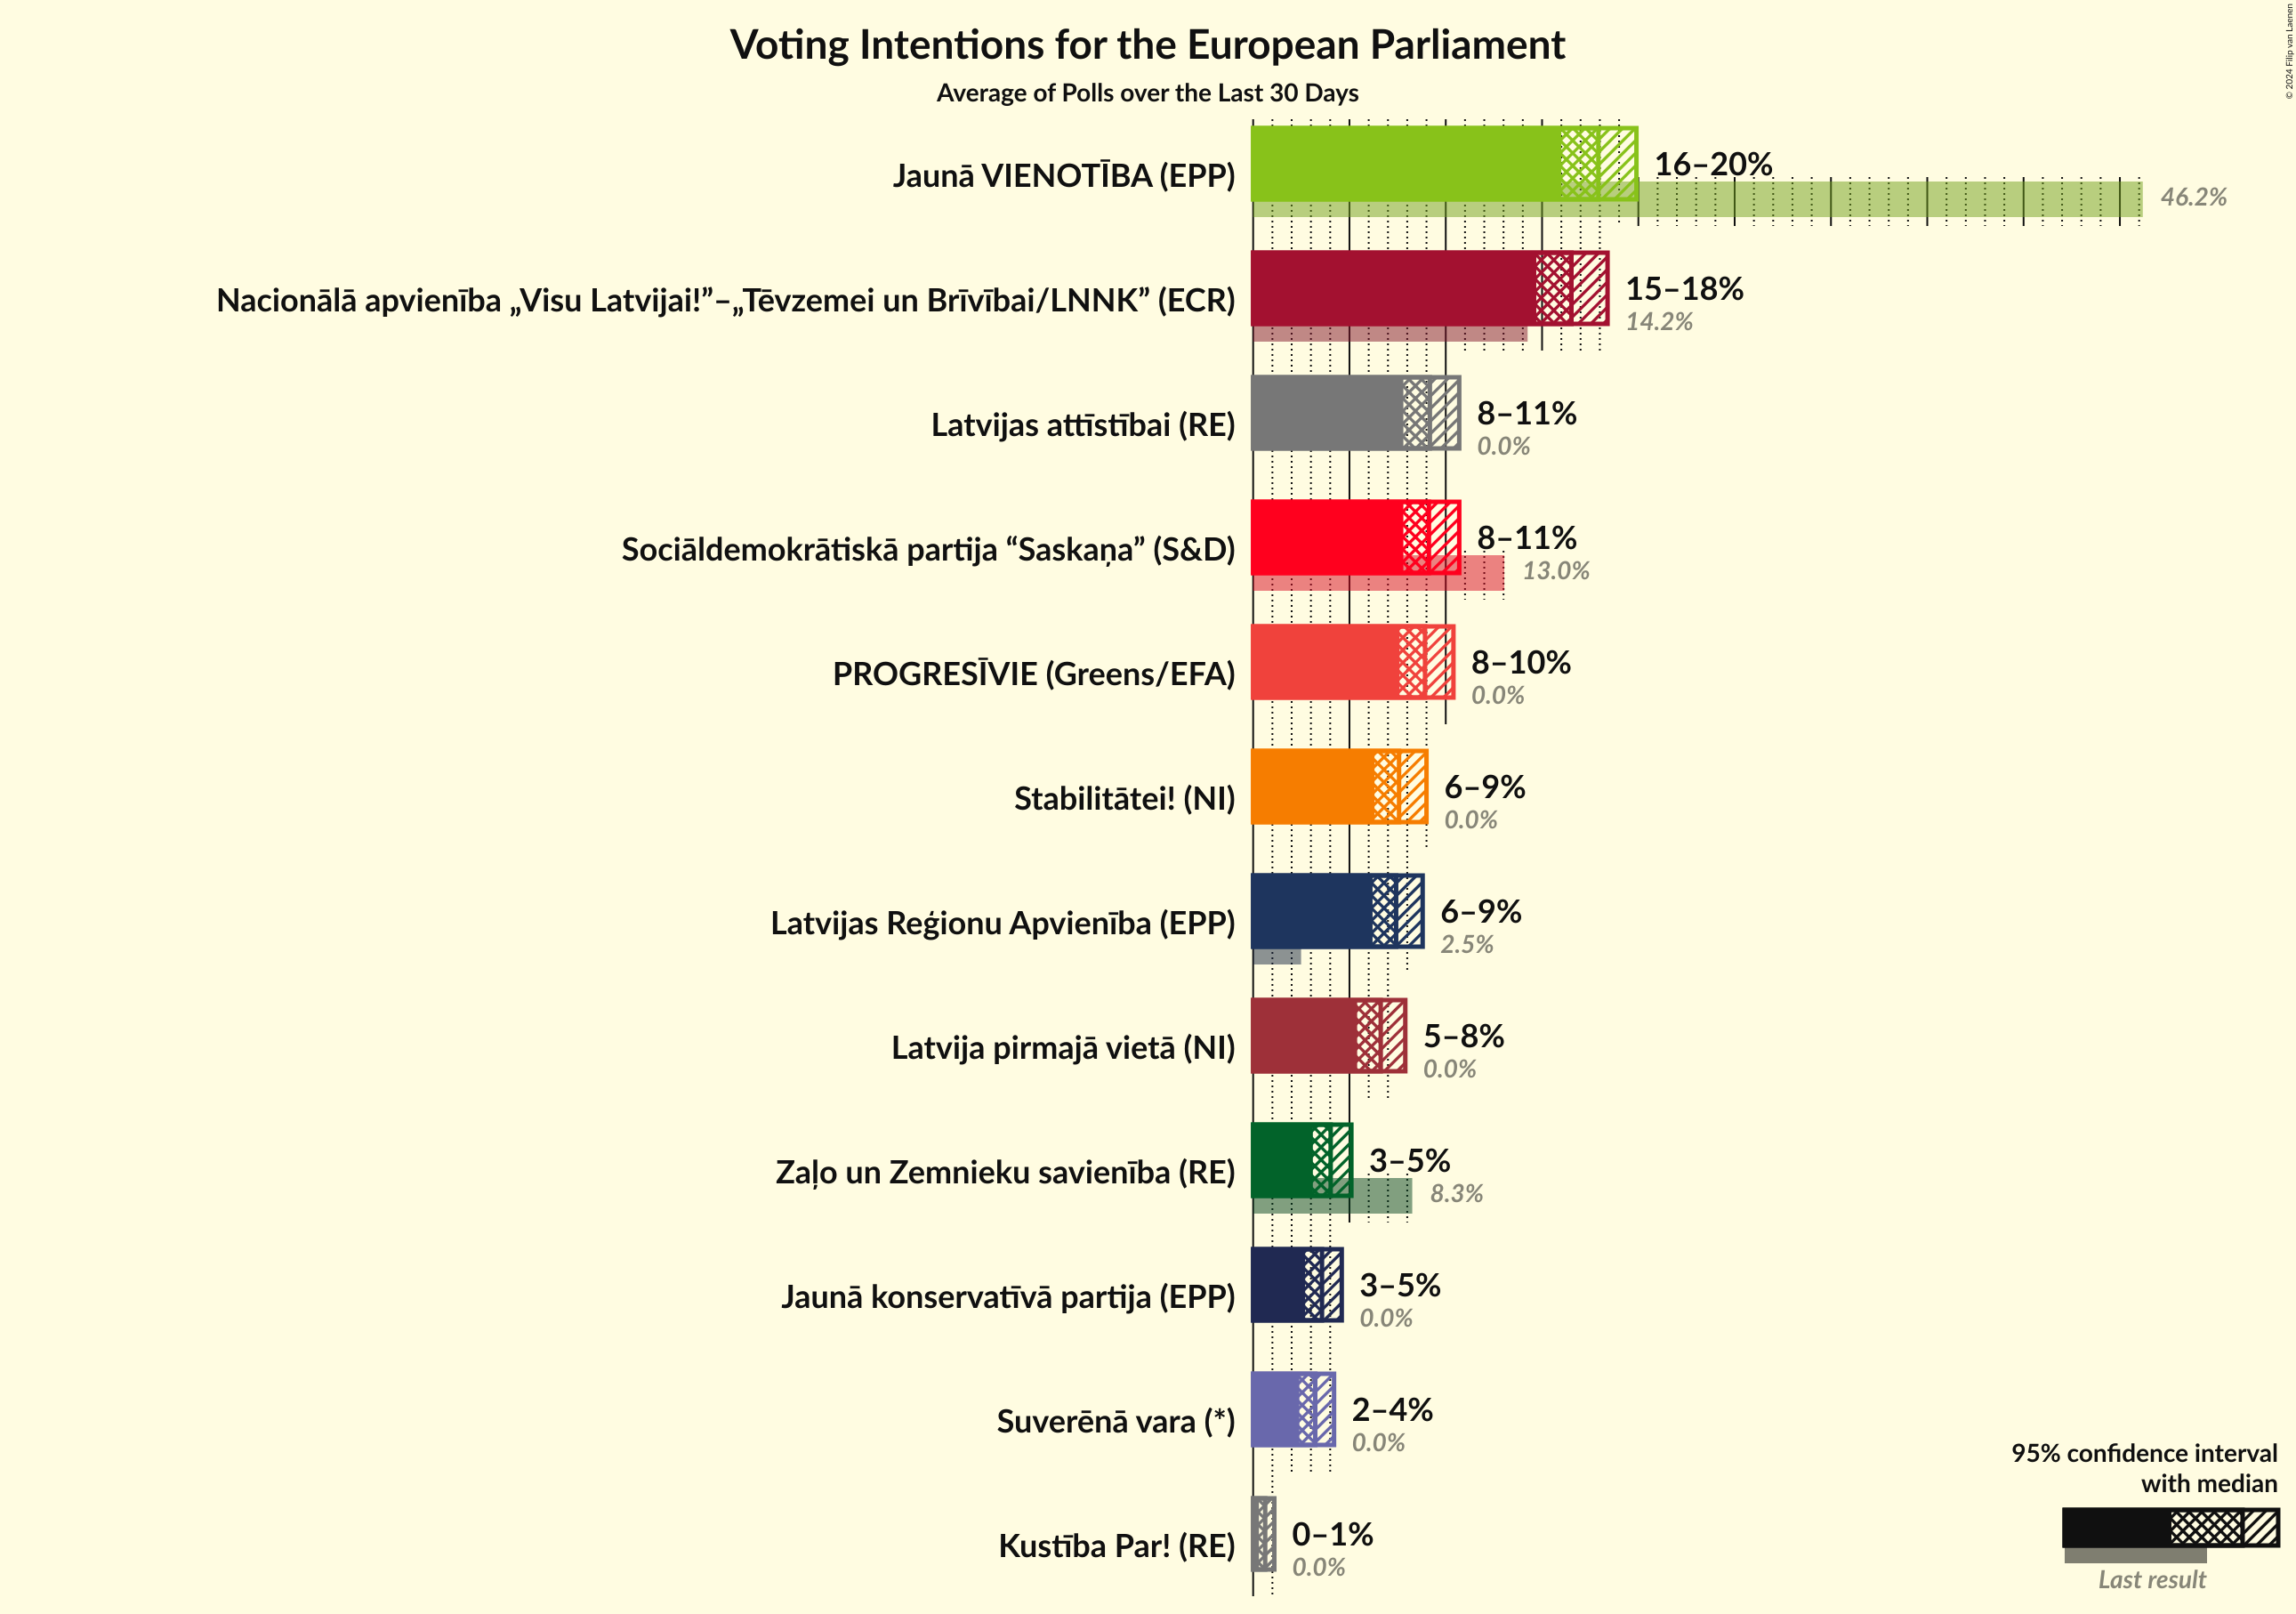 Voting Intentions for the European Parliament
Average of Polls over the Last 30 Days
© 2024 Filip van Laenen
Jaunā VIENOTĪBA (EPP)
16–20%
46.2%
Nacionālā apvienība „Visu Latvijai!”–„Tēvzemei un Brīvībai/LNNK” (ECR)
15–18%
14.2%
Latvijas attīstībai (RE)
8–11%
0.0%
Sociāldemokrātiskā partija “Saskaņa” (S&D)
8–11%
13.0%
PROGRESĪVIE (Greens/EFA)
8–10%
0.0%
Stabilitātei! (NI)
6–9%
0.0%
Latvijas Reģionu Apvienība (EPP)
6–9%
2.5%
Latvija pirmajā vietā (NI)
5–8%
0.0%
Zaļo un Zemnieku savienība (RE)
3–5%
8.3%
Jaunā konservatīvā partija (EPP)
3–5%
0.0%
Suverēnā vara (*)
2–4%
0.0%
Kustība Par! (RE)
0–1%
0.0%
95% confidence interval
with median
Last result